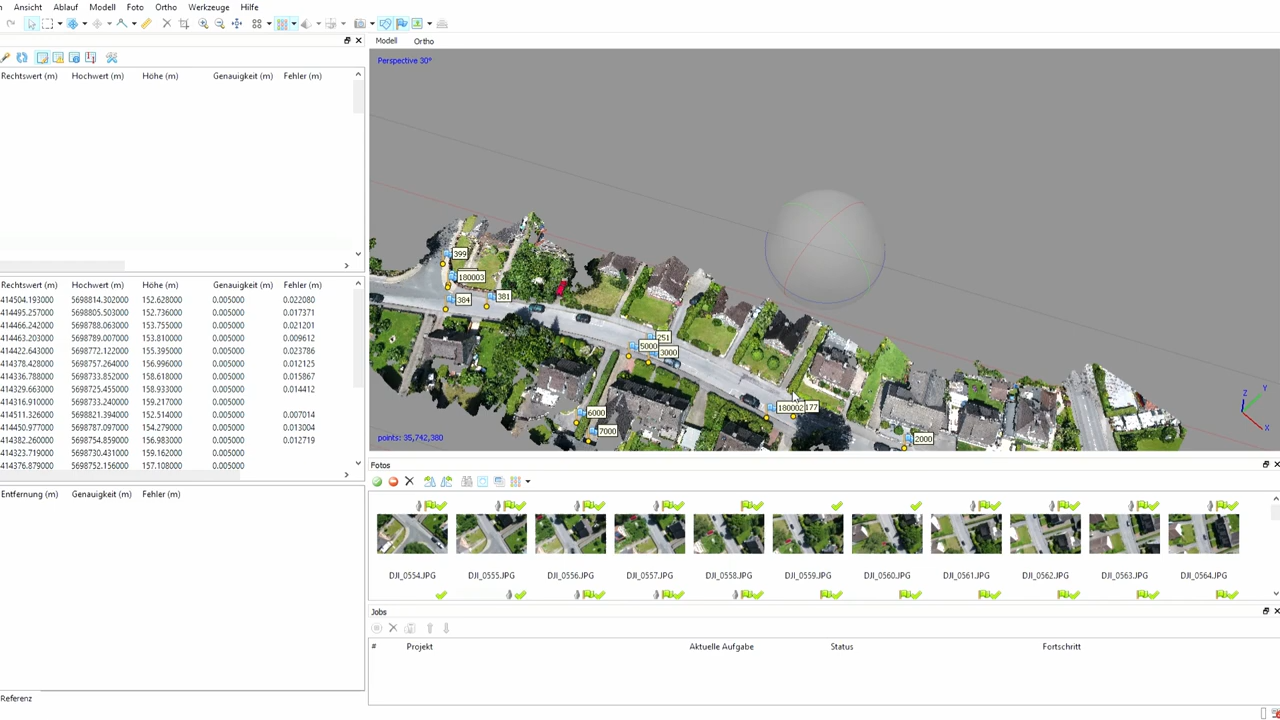 Ansicht Ablauf Modell Foto Ortho Werkzeuge Hilfe
Modell Ortho
Rechtswert (m) Hochwert (m) Höhe (m) Genauigkeit (m) Fehler (m)
Perspective 30°
399
180003
384 381
251
5000 3000
180002 177
6000
7000
2000
Z Y X
points: 35,742,380
Rechtswert (m) Hochwert (m) Höhe (m) Genauigkeit (m) Fehler (m)
414504.193000 5698814.302000 152.628000 0.005000 0.022080
414495.257000 5698805.503000 152.736000 0.005000 0.017371
414466.242000 5698788.063000 153.755000 0.005000 0.021201
414463.203000 5698789.007000 153.810000 0.005000 0.009612
414422.643000 5698772.122000 155.395000 0.005000 0.023786
414378.428000 5698757.264000 156.996000 0.005000 0.012125
414336.788000 5698733.852000 158.618000 0.005000 0.015867
414329.663000 5698725.455000 158.933000 0.005000 0.014412
414316.910000 5698733.240000 159.217000 0.005000
414511.326000 5698821.394000 152.514000 0.005000 0.007014
414450.977000 5698787.097000 154.279000 0.005000 0.013004
414382.260000 5698754.859000 156.983000 0.005000 0.012719
414323.719000 5698730.431000 159.162000 0.005000
414376.879000 5698752.156000 157.108000 0.005000
Entfernung (m) Genauigkeit (m) Fehler (m)
Referenz
Fotos
DJI_0554.JPG DJI_0555.JPG DJI_0556.JPG DJI_0557.JPG DJI_0558.JPG DJI_0559.JPG DJI_0560.JPG DJI_0561.JPG DJI_0562.JPG DJI_0563.JPG DJI_0564.JPG
Jobs
# Projekt Aktuelle Aufgabe Status Fortschritt